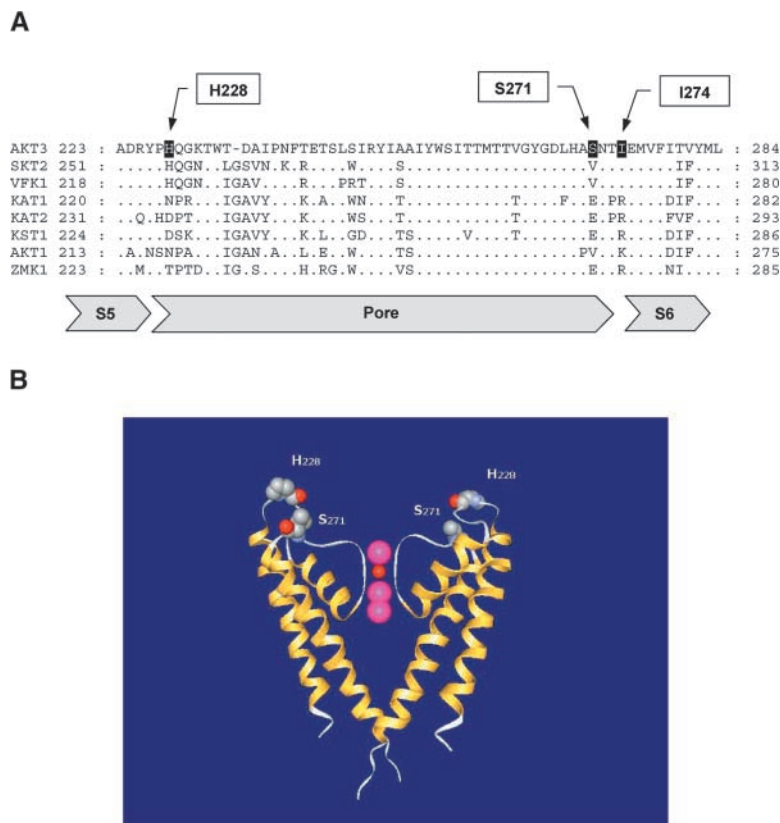 A
H228
S271
I274
AKT3 223 : ADRYPHQGKTWT-DAIPNFTETSLSIRYIAAIYWSITTMTTVGYGDLHASNTIEMVFITVYML : 284
SKT2 251 : .....HQGN..LGSVN.K.R....W....S.......................V........IF... : 313
VFK1 218 : .....HQGN...IGAV....R...PRT..S.......................V........IF... : 280
KAT1 220 : .....NPR....IGAVY...K.A..WN...T...........T....F..E.PR....DIF... : 282
KAT2 231 : ..Q.HDPT....IGAVY...K....W....S...........T.......E.PR....FVF... : 293
KST1 224 : .....DSK....IGAVY...K.L..GD...TS.....V....T.......E..R....DIF... : 286
AKT1 213 : .A.NSNPA....IGAN.A..L.E..W....TS.................PV..K....DIF... : 275
ZMK1 223 : ..M..TPTD...IG.S....H.RG.W....VS..................E..R....NI.... : 285
S5
Pore
S6
B
H228
S271
S271
H228